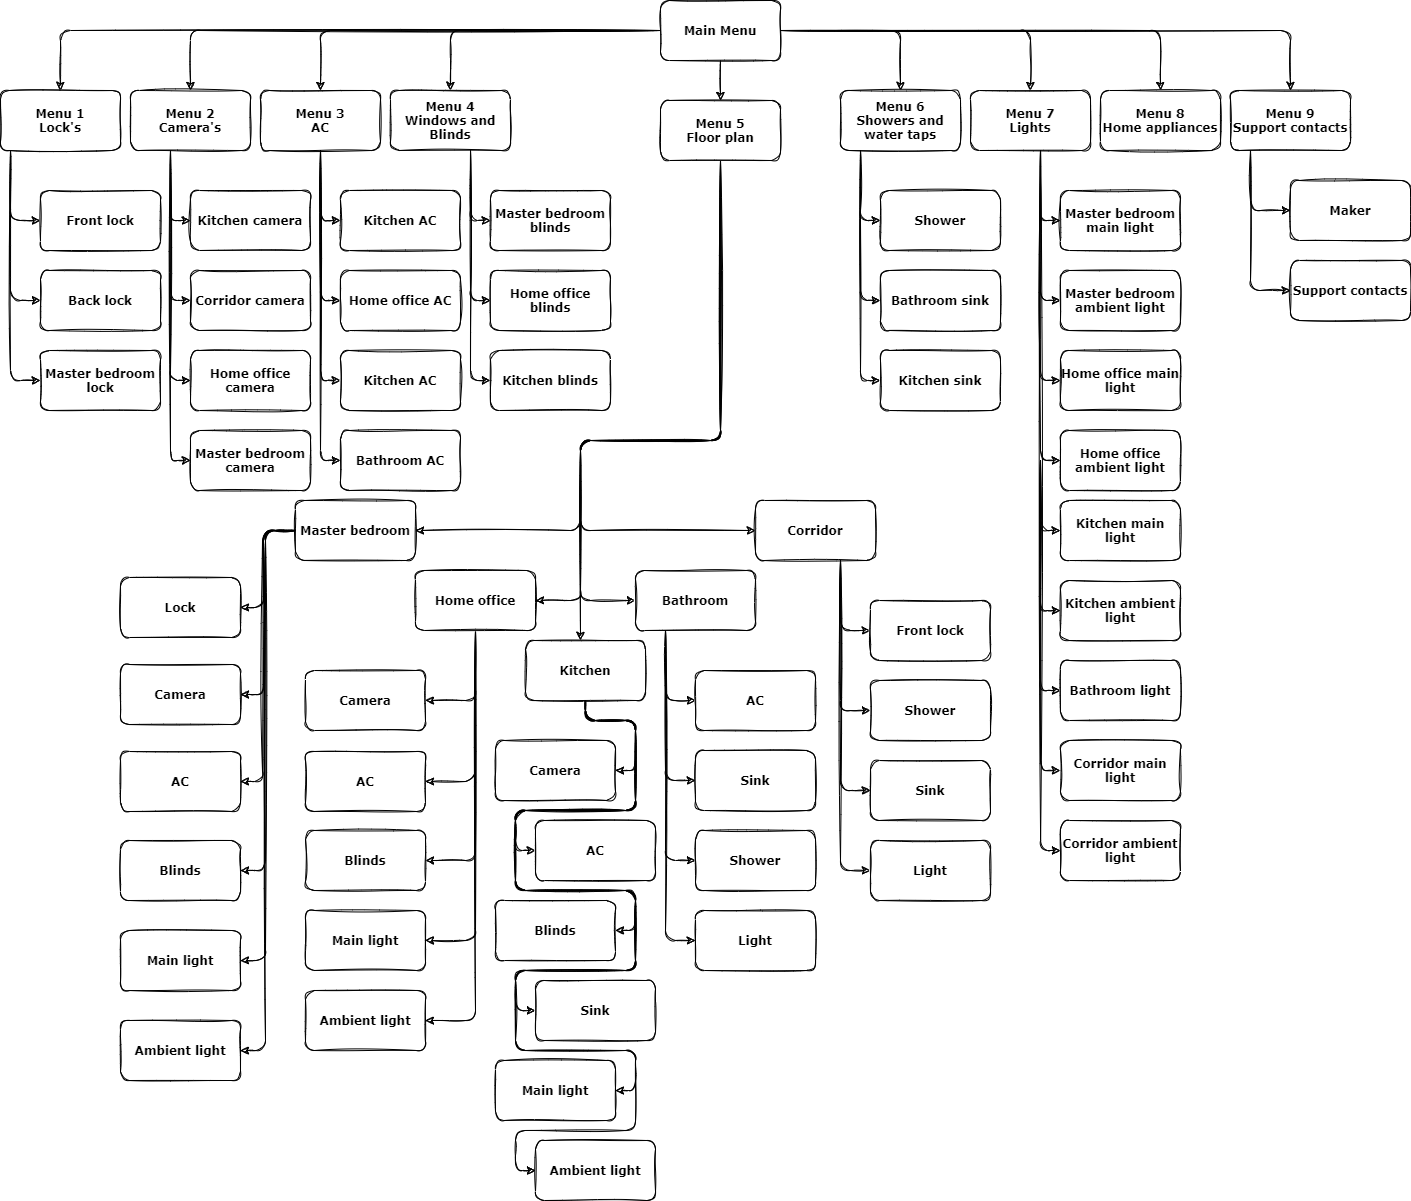 Main Menu
Menu 1
Lock's
Menu 2
Camera's
Menu 3
AC
Menu 4
Windows and
Blinds
Menu 5
Floor plan
Menu 6
Showers and
water taps
Menu 7
Lights
Menu 8
Home appliances
Menu 9
Support contacts
Front lock
Back lock
Master bedroom
lock
Kitchen camera
Corridor camera
Home office
camera
Master bedroom
camera
Kitchen AC
Home office AC
Kitchen AC
Bathroom AC
Master bedroom
blinds
Home office
blinds
Kitchen blinds
Shower
Bathroom sink
Kitchen sink
Master bedroom
main light
Master bedroom
ambient light
Home office main
light
Home office
ambient light
Kitchen main
light
Kitchen ambient
light
Bathroom light
Corridor main
light
Corridor ambient
light
Maker
Support contacts
Master bedroom
Lock
Camera
AC
Blinds
Main light
Ambient light
Home office
Camera
AC
Blinds
Main light
Ambient light
Kitchen
Camera
AC
Blinds
Sink
Main light
Ambient light
Bathroom
AC
Sink
Shower
Light
Corridor
Front lock
Shower
Sink
Light